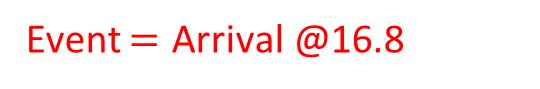 Event = Arrival @16.8